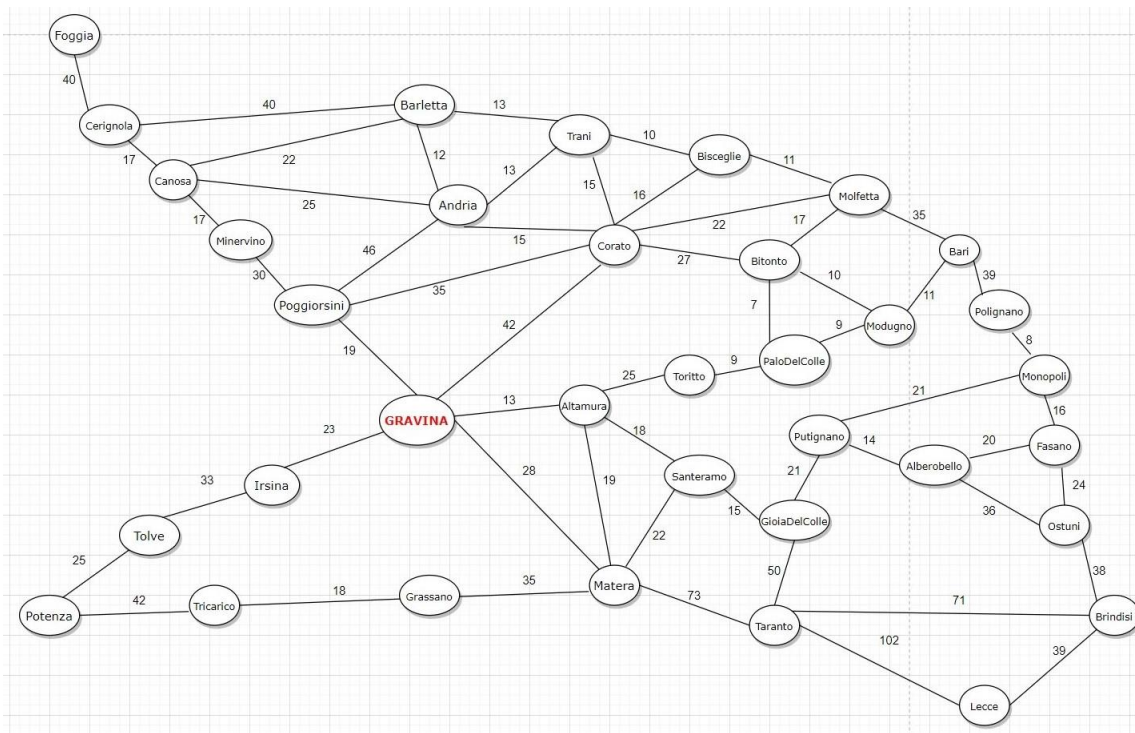 Foggia
40
Cerignola
40
Barletta
13
Trani
10
Bisceglie
11
Molfetta
17
22
12
13
15
16
Canosa
25
Andria
22
17
35
17
Minervino
15
Corato
27
Bitonto
10
Bari
46
30
35
39
11
7
Poggiorsini
Polignano
19
42
9
Modugno
8
PaloDelColle
9
Toritto
25
Monopoli
21
16
GRAVINA
13
Altamura
18
Putignano
14
20
Fasano
23
Alberobello
24
33
28
19
Santeramo
21
36
Irsina
15
GioiaDelColle
Ostuni
22
Tolve
25
50
38
35
Matera
73
18
Grassano
42
Tricarico
Potenza
71
Taranto
Brindisi
102
39
Lecce